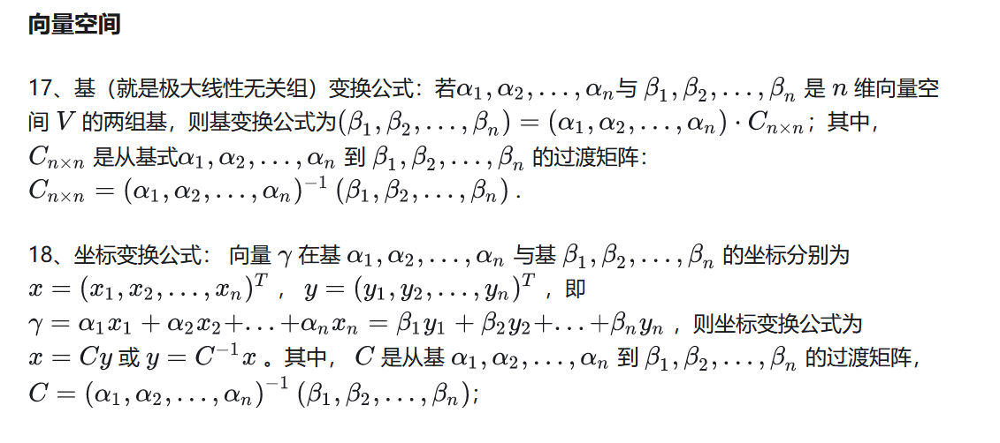 向量空间
17、基（就是极大线性无关组）变换公式：若$\alpha_1,\alpha_2,\ldots,\alpha_n$与 $\beta_1,\beta_2,\ldots,\beta_n$ 是 $n$ 维向量空
间 $V$ 的两组基，则基变换公式为$(\beta_1,\beta_2,\ldots,\beta_n)=(\alpha_1,\alpha_2,\ldots,\alpha_n)\cdot C_{n\times n}$；其中，
$C_{n\times n}$ 是从基式$\alpha_1,\alpha_2,\ldots,\alpha_n$ 到 $\beta_1,\beta_2,\ldots,\beta_n$ 的过渡矩阵：
$C_{n\times n}=(\alpha_1,\alpha_2,\ldots,\alpha_n)^{-1}(\beta_1,\beta_2,\ldots,\beta_n)$ .
18、坐标变换公式： 向量 $\gamma$ 在基 $\alpha_1,\alpha_2,\ldots,\alpha_n$ 与基 $\beta_1,\beta_2,\ldots,\beta_n$ 的坐标分别为
$x=(x_1,x_2,\ldots,x_n)^T$ ， $y=(y_1,y_2,\ldots,y_n)^T$ ，即
$\gamma=\alpha_1x_1+\alpha_2x_2+\ldots+\alpha_nx_n=\beta_1y_1+\beta_2y_2+\ldots+\beta_ny_n$ ，则坐标变换公式为
$x=Cy$ 或 $y=C^{-1}x$ 。其中， $C$ 是从基 $\alpha_1,\alpha_2,\ldots,\alpha_n$ 到 $\beta_1,\beta_2,\ldots,\beta_n$ 的过渡矩阵，
$C=(\alpha_1,\alpha_2,\ldots,\alpha_n)^{-1}(\beta_1,\beta_2,\ldots,\beta_n)$;